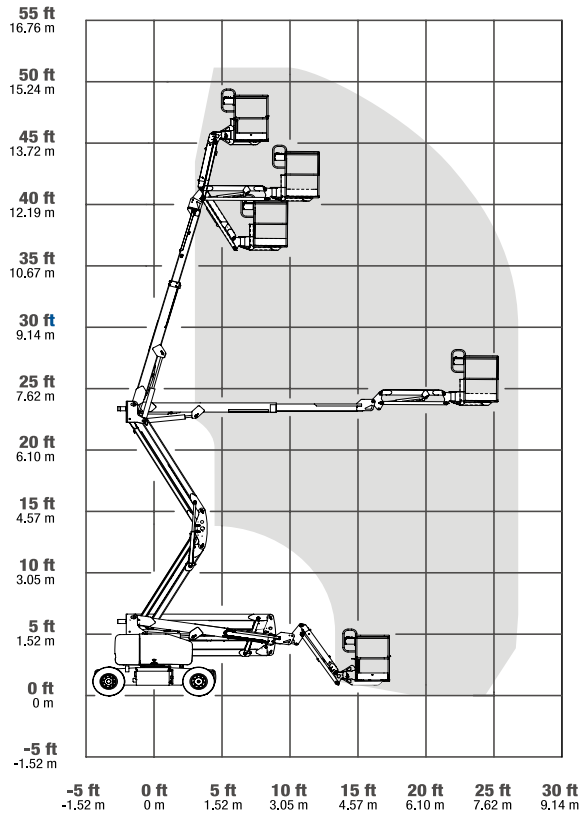 55 ft
16.76 m
50 ft
15.24 m
45 ft
13.72 m
40 ft
12.19 m
35 ft
10.67 m
30 ft
9.14 m
25 ft
7.62 m
20 ft
6.10 m
15 ft
4.57 m
10 ft
3.05 m
5 ft
1.52 m
0 ft
0 m
-5 ft
-1.52 m
-5 ft 0 ft 5 ft 10 ft 15 ft 20 ft 25 ft 30 ft
-1.52 m 0 m 1.52 m 3.05 m 4.57 m 6.10 m 7.62 m 9.14 m